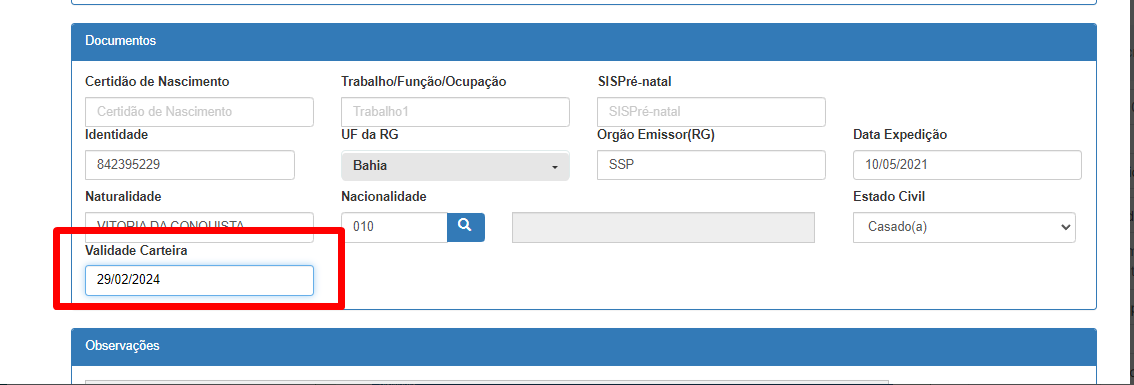 Documentos
Certidão de Nascimento Trabalho/Função/Ocupação SISPré-natal
Certidão de Nascimento Trabalho1 SISPré-natal
Identidade UF da RG Orgão Emissor(RG) Data Expedição
842395229 Bahia SSP 10/05/2021
Naturalidade Nacionalidade Estado Civil
VITORIA DA CONQUISTA 010 Casado(a)
Validade Carteira
29/02/2024
Observações